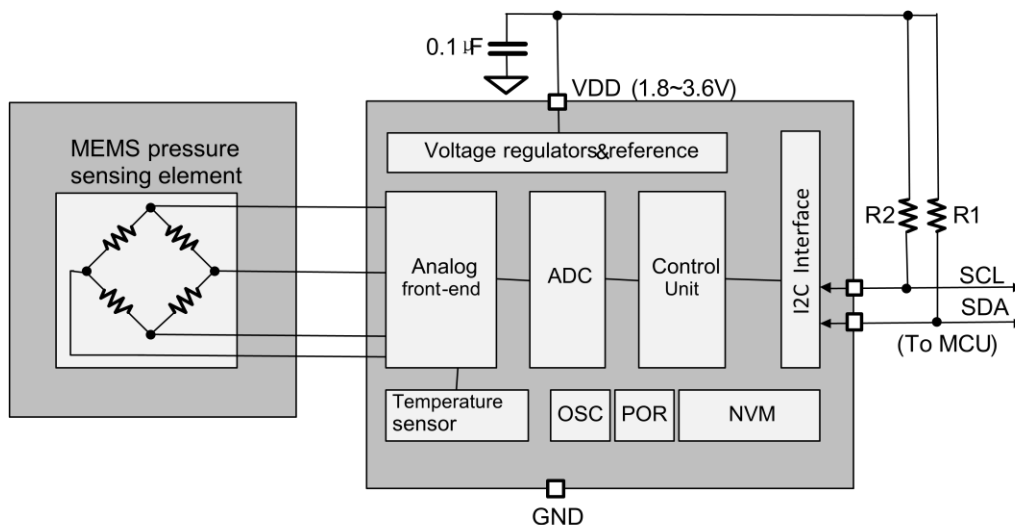 0.1 µF
VDD (1.8~3.6V)
MEMS pressure
sensing element
Voltage regulators&reference
I2C Interface
R2
R1
Analog
front-end
ADC
Control
Unit
SCL
SDA
(To MCU)
Temperature
sensor
OSC
POR
NVM
GND